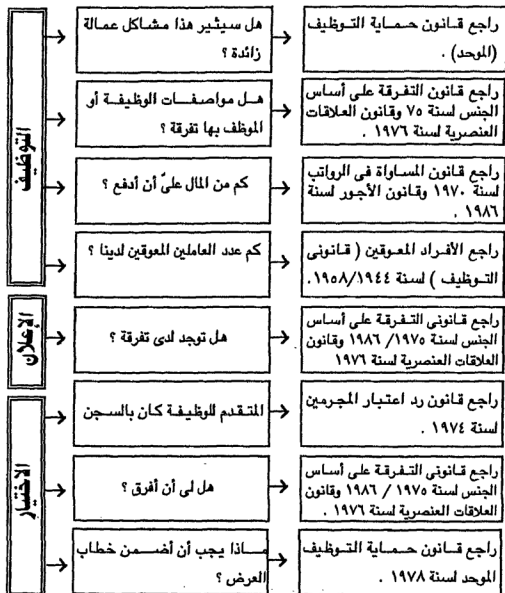 التوظيف
هل سيثير هذا مشاكل عمالة
زائدة ؟
راجع قانون حماية التوظيف
(الموحد) .
هل مواصفات الوظيفة أو
الموظف بها تفرقة ؟
راجع قانون التفرقة على أساس
الجنس لسنة ٧٥ وقانون العلاقات
العنصرية لسنة ١٩٧٦ .
كم من المال علىّ أن أدفع ؟
راجع قانون المساواة فى الرواتب
لسنة ١٩٧٠ وقانون الأجور لسنة
١٩٨٦ .
كم عدد العاملين المعوقين لدينا ؟
راجع الأفراد المعوقين ( قانونى
التوظيف ) لسنة ١٩٥٨/١٩٤٤ .
الإعلان
هل توجد لدى تفرقة ؟
راجع قانونى التفرقة على أساس
الجنس لسنة ١٩٧٥/ ١٩٨٦ وقانون
العلاقات العنصرية لسنة ١٩٧٦
الاختيار
المتقدم للوظيفة كان بالسجن
راجع قانون رد اعتبار المجرمين
لسنة ١٩٧٤ .
هل لى أن أفرق ؟
راجع قانونى التفرقة على أساس
الجنس لسنة ١٩٧٥ / ١٩٨٦ وقانون
العلاقات العنصرية لسنة ١٩٧٦ .
ماذا يجب أن أضمن خطاب
العرض ؟
راجع قانون حماية التوظيف
الموحد لسنة ١٩٧٨ .